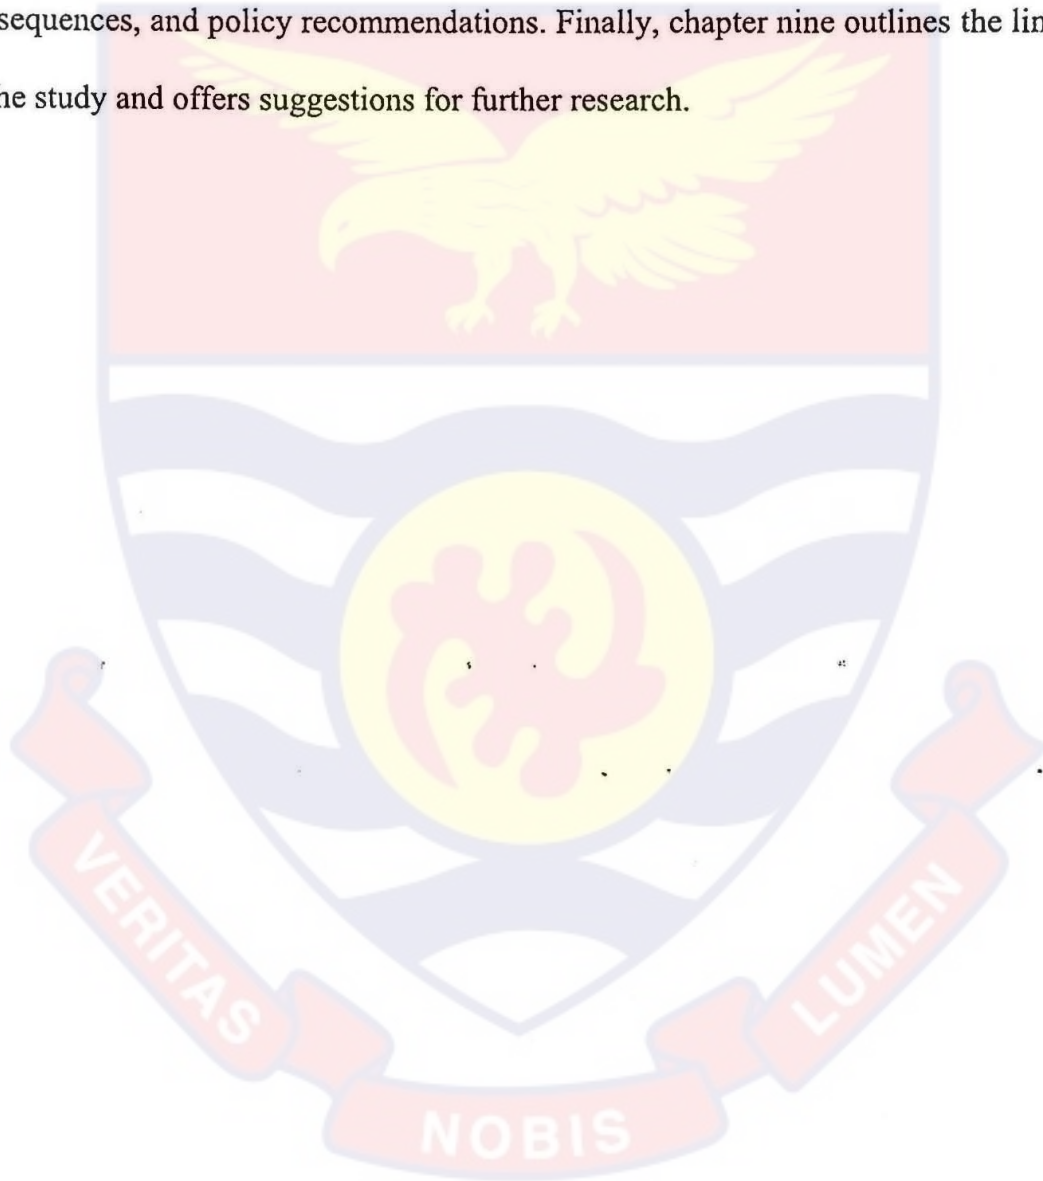 sequences, and policy recommendations. Finally, chapter nine outlines the lin
he study and offers suggestions for further research.
VERITAS
NOBIS
LUMEN